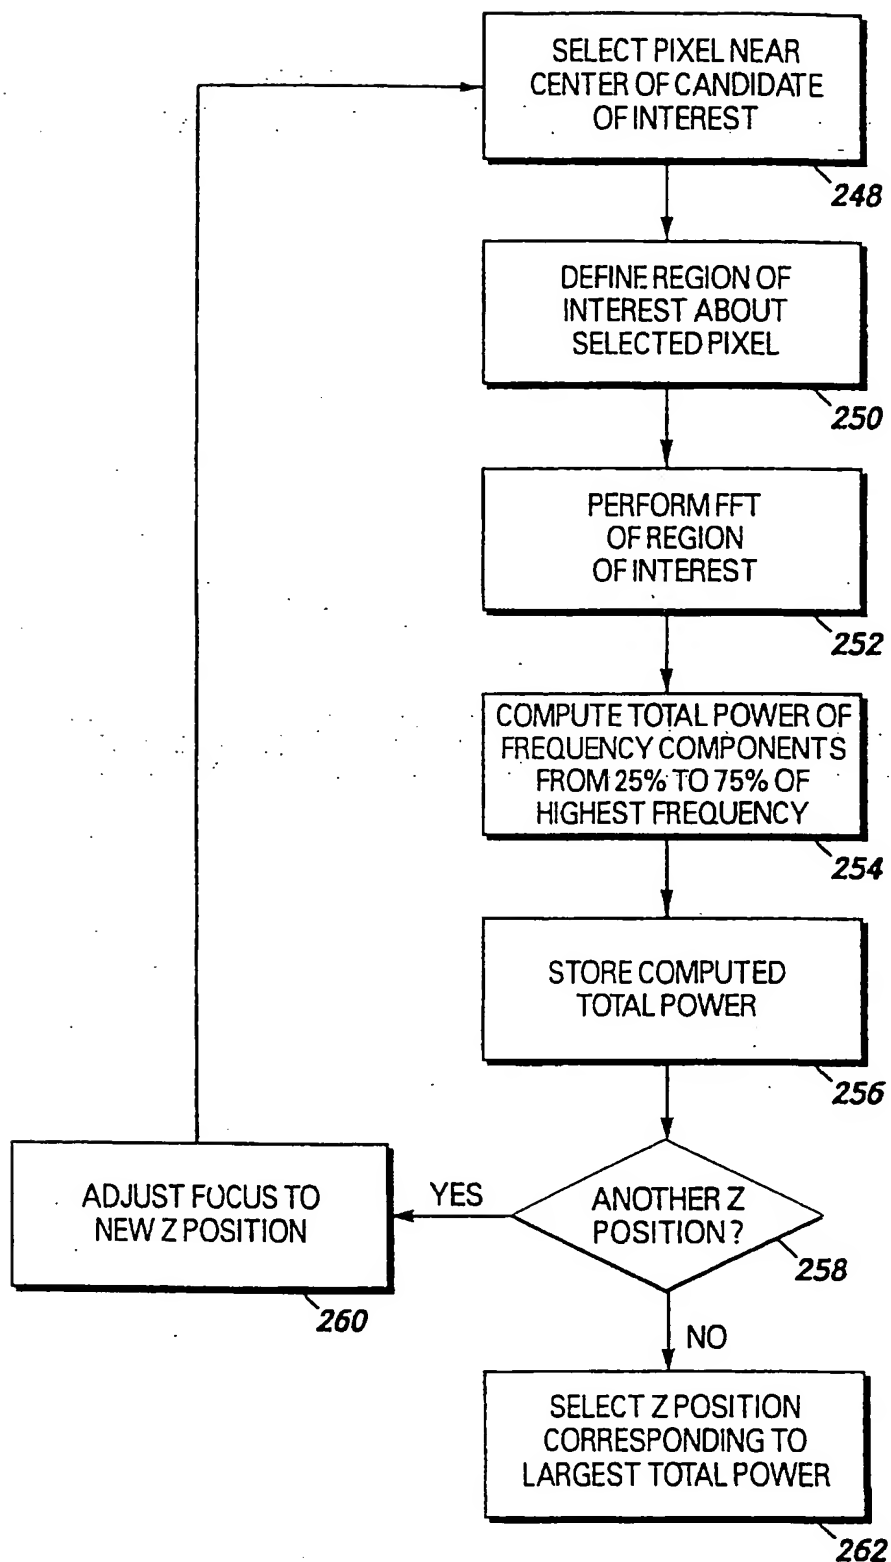 SELECT PIXEL NEAR
CENTER OF CANDIDATE
OF INTEREST
248
DEFINE REGION OF
INTEREST ABOUT
SELECTED PIXEL
250
PERFORM FFT
OF REGION
OF INTEREST
252
COMPUTE TOTAL POWER OF
FREQUENCY COMPONENTS
FROM 25% TO 75% OF
HIGHEST FREQUENCY
254
STORE COMPUTED
TOTAL POWER
256
ANOTHER Z
POSITION?
258
YES
ADJUST FOCUS TO
NEW Z POSITION
260
NO
SELECT Z POSITION
CORRESPONDING TO
LARGEST TOTAL POWER
262